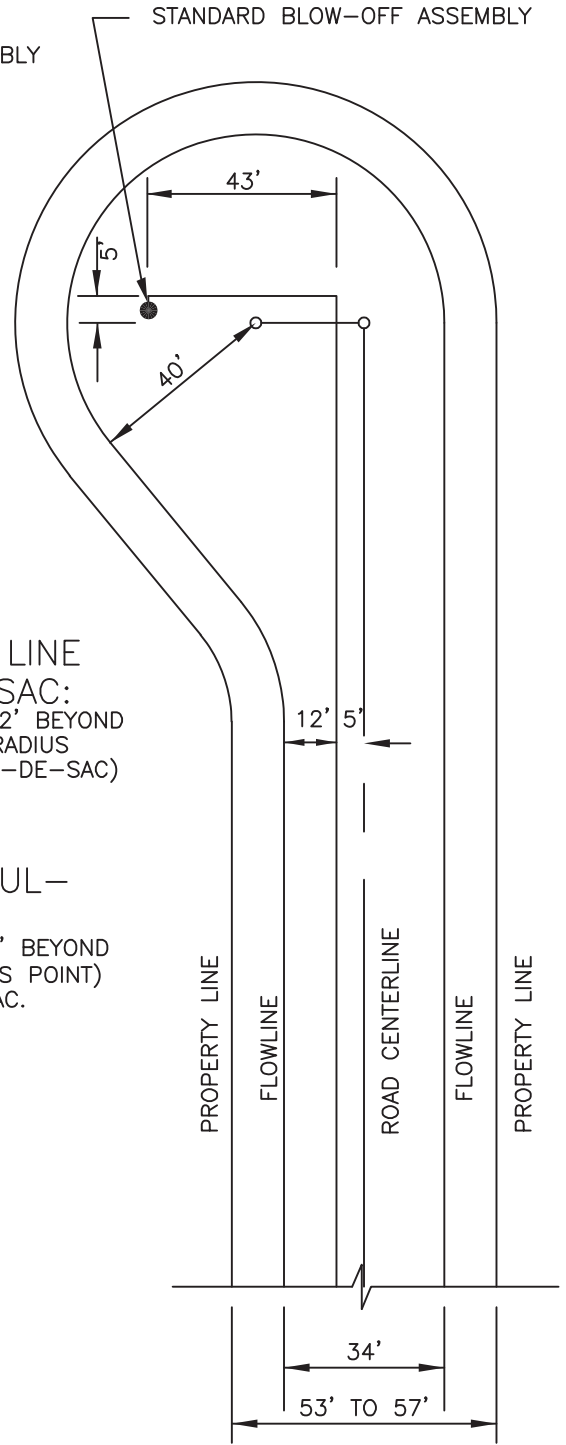 STANDARD BLOW-OFF ASSEMBLY
BLY
43'
5'
40'
LINE
SAC:
2' BEYOND
RADIUS
-DE-SAC)
12' 5'
UL-
' BEYOND
S POINT)
AC.
PROPERTY LINE
FLOWLINE
ROAD CENTERLINE
FLOWLINE
PROPERTY LINE
34'
53' TO 57'